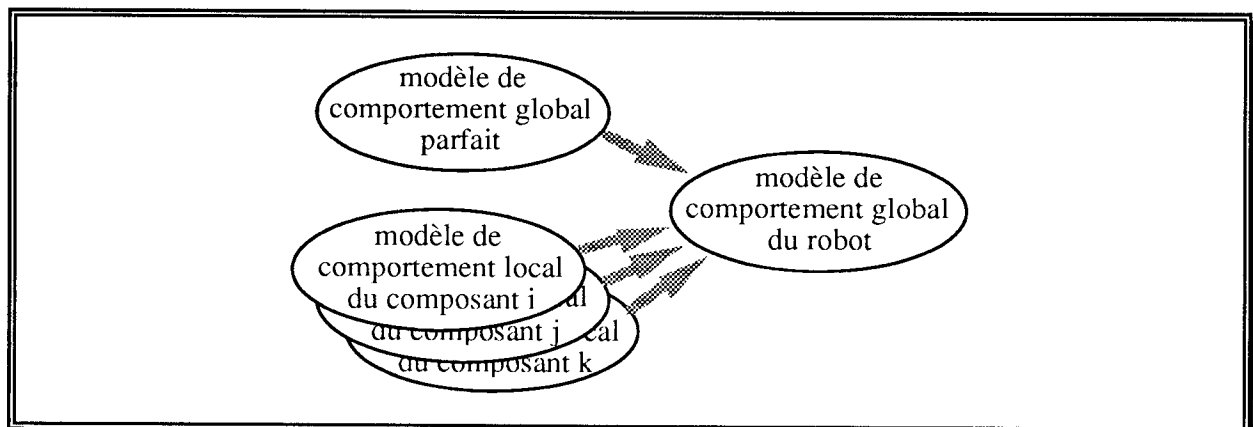 modèle de
comportement global
parfait
modèle de
comportement global
du robot
modèle de
comportement local
du composant i
du composant j
du composant k